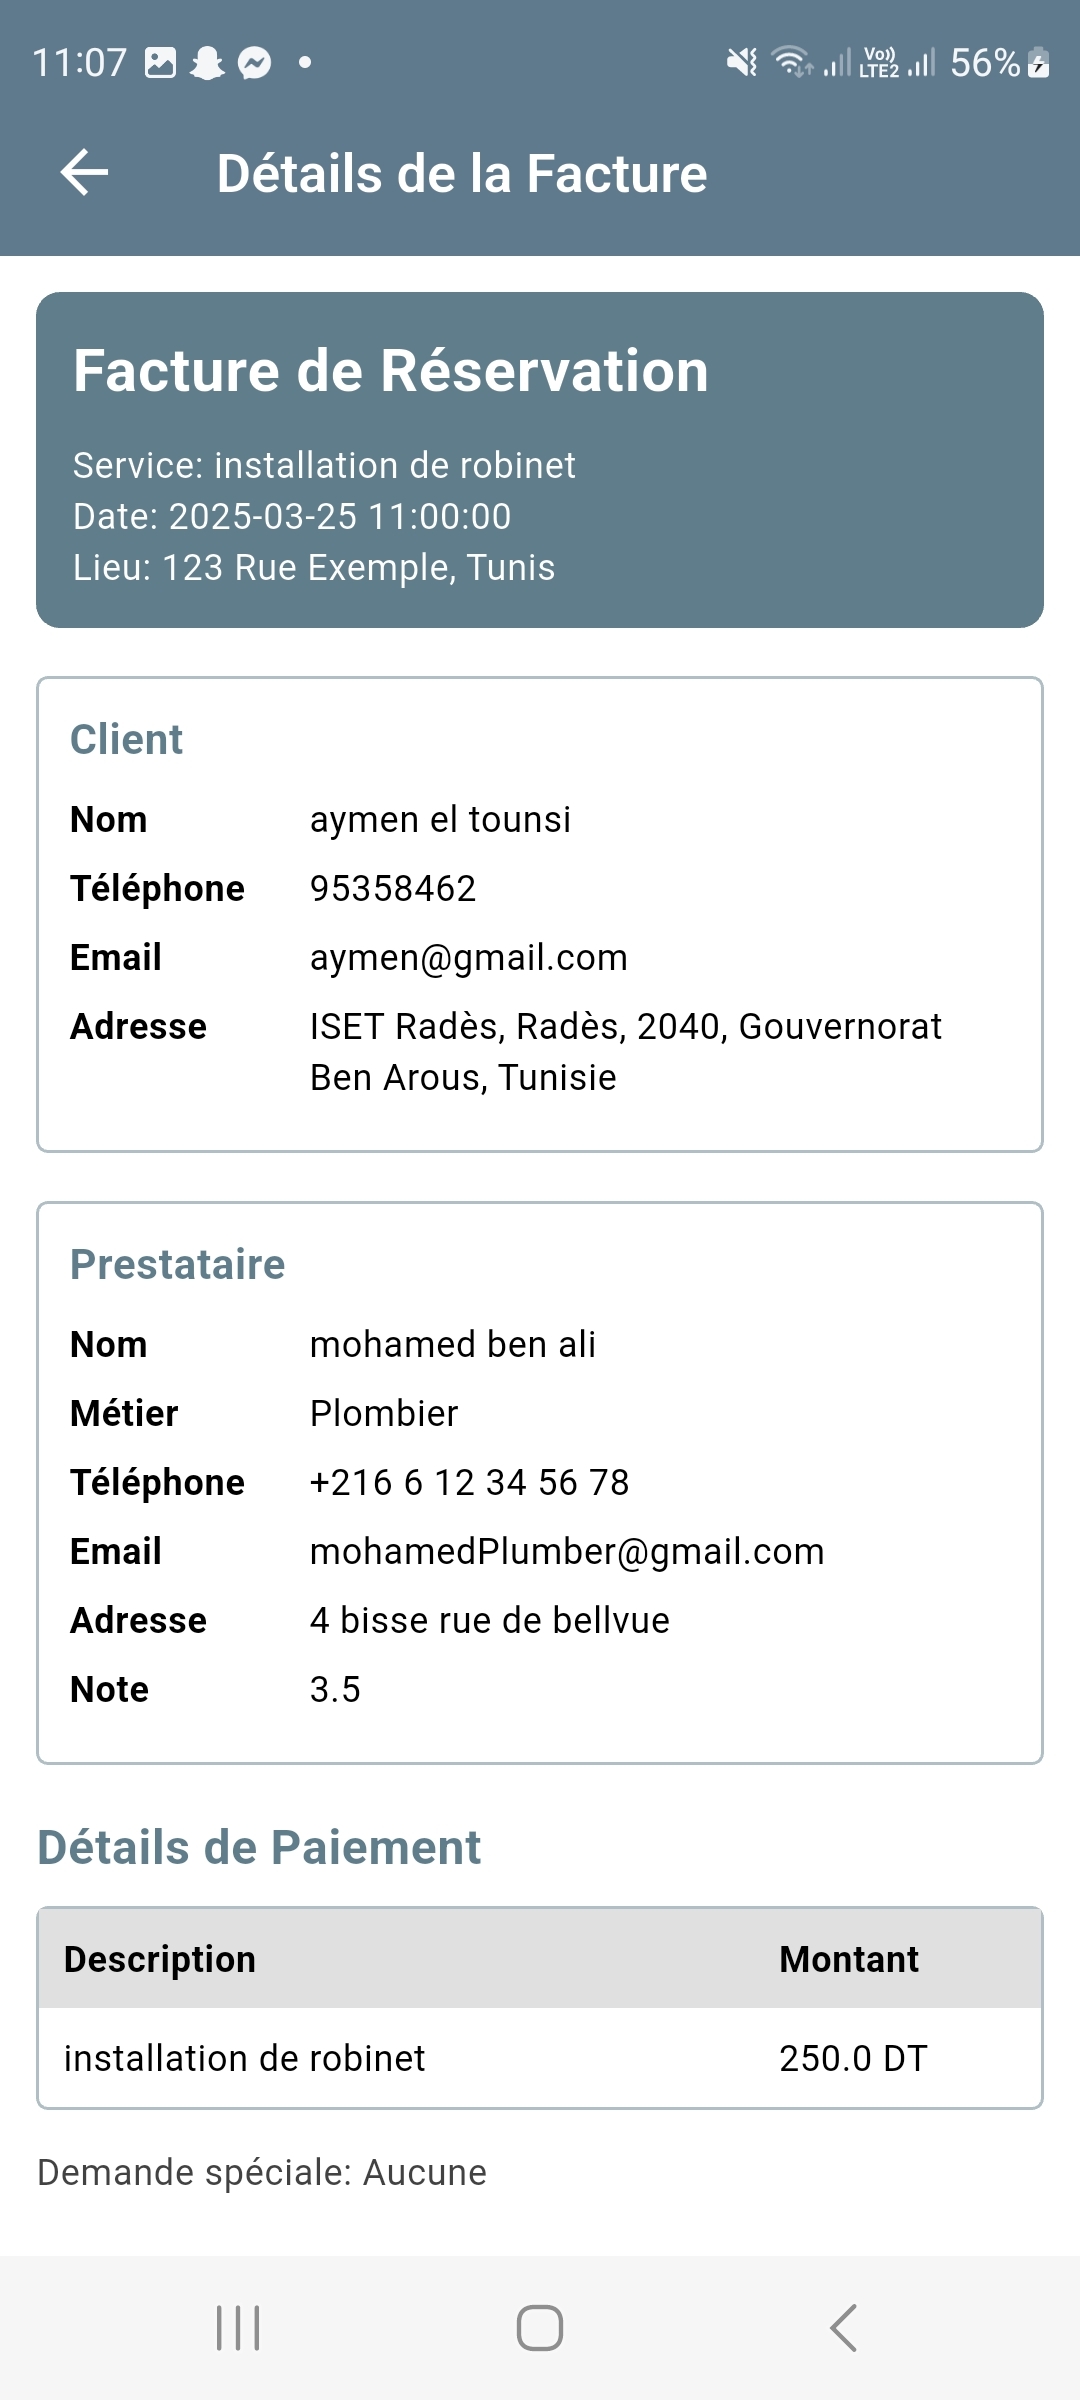 11:07
Vo))
LTE2
56%
Détails de la Facture
Facture de Réservation
Service: installation de robinet
Date: 2025-03-25 11:00:00
Lieu: 123 Rue Exemple, Tunis
Client
Nom aymen el tounsi
Téléphone 95358462
Email aymen@gmail.com
Adresse ISET Radès, Radès, 2040, Gouvernorat
Ben Arous, Tunisie
Prestataire
Nom mohamed ben ali
Métier Plombier
Téléphone +216 6 12 34 56 78
Email mohamedPlumber@gmail.com
Adresse 4 bisse rue de bellvue
Note 3.5
Détails de Paiement
Description Montant
installation de robinet 250.0 DT
Demande spéciale: Aucune